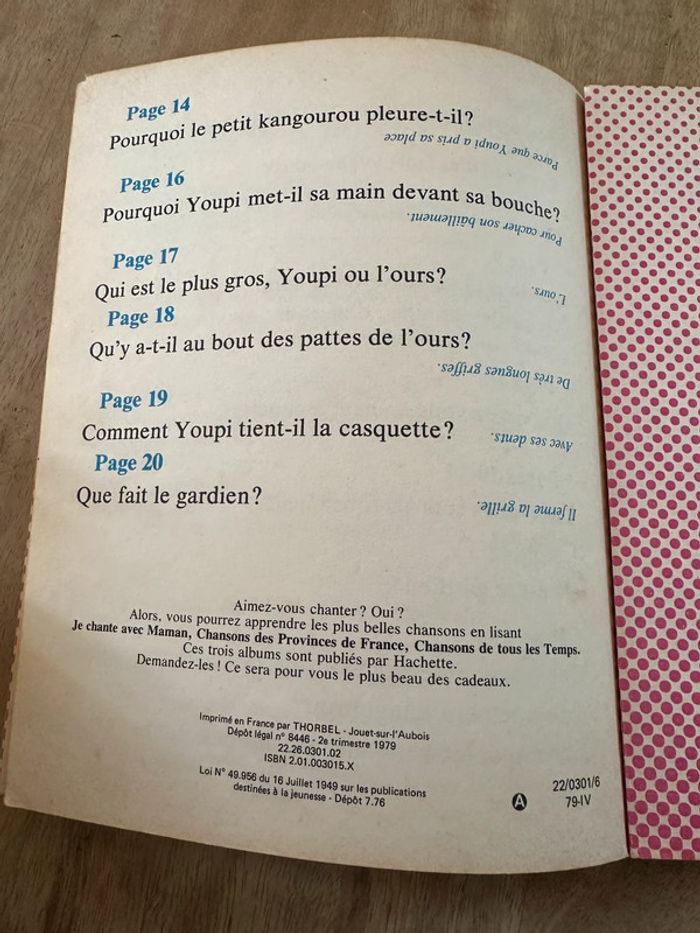 Page 14
Pourquoi le petit kangourou pleure-t-il?
Parce que Youpi a pris sa place
Page 16
Pourquoi Youpi met-il sa main devant sa bouche?
Pour cacher son bâillement.
Page 17
Qui est le plus gros, Youpi ou l'ours?
L'ours.
Page 18
Qu'y a-t-il au bout des pattes de l'ours?
De très longues griffes.
Page 19
Comment Youpi tient-il la casquette?
Avec ses dents.
Page 20
Que fait le gardien?
Il ferme la grille.
Aimez-vous chanter? Oui?
Alors, vous pourrez apprendre les plus belles chansons en lisant
Je chante avec Maman, Chansons des Provinces de France, Chansons de tous les Temps.
Ces trois albums sont publiés par Hachette.
Demandez-les! Ce sera pour vous le plus beau des cadeaux.
Imprimé en France par THORBEL - Jouet-sur-l'Aubois
Dépôt légal n° 8446 - 2e trimestre 1979
22.26.0301.02
ISBN 2.01.003015.X
Loi N° 49.956 du 16 Juillet 1949 sur les publications
destinées à la jeunesse - Dépôt 7.76
A
22/0301/6
79-IV